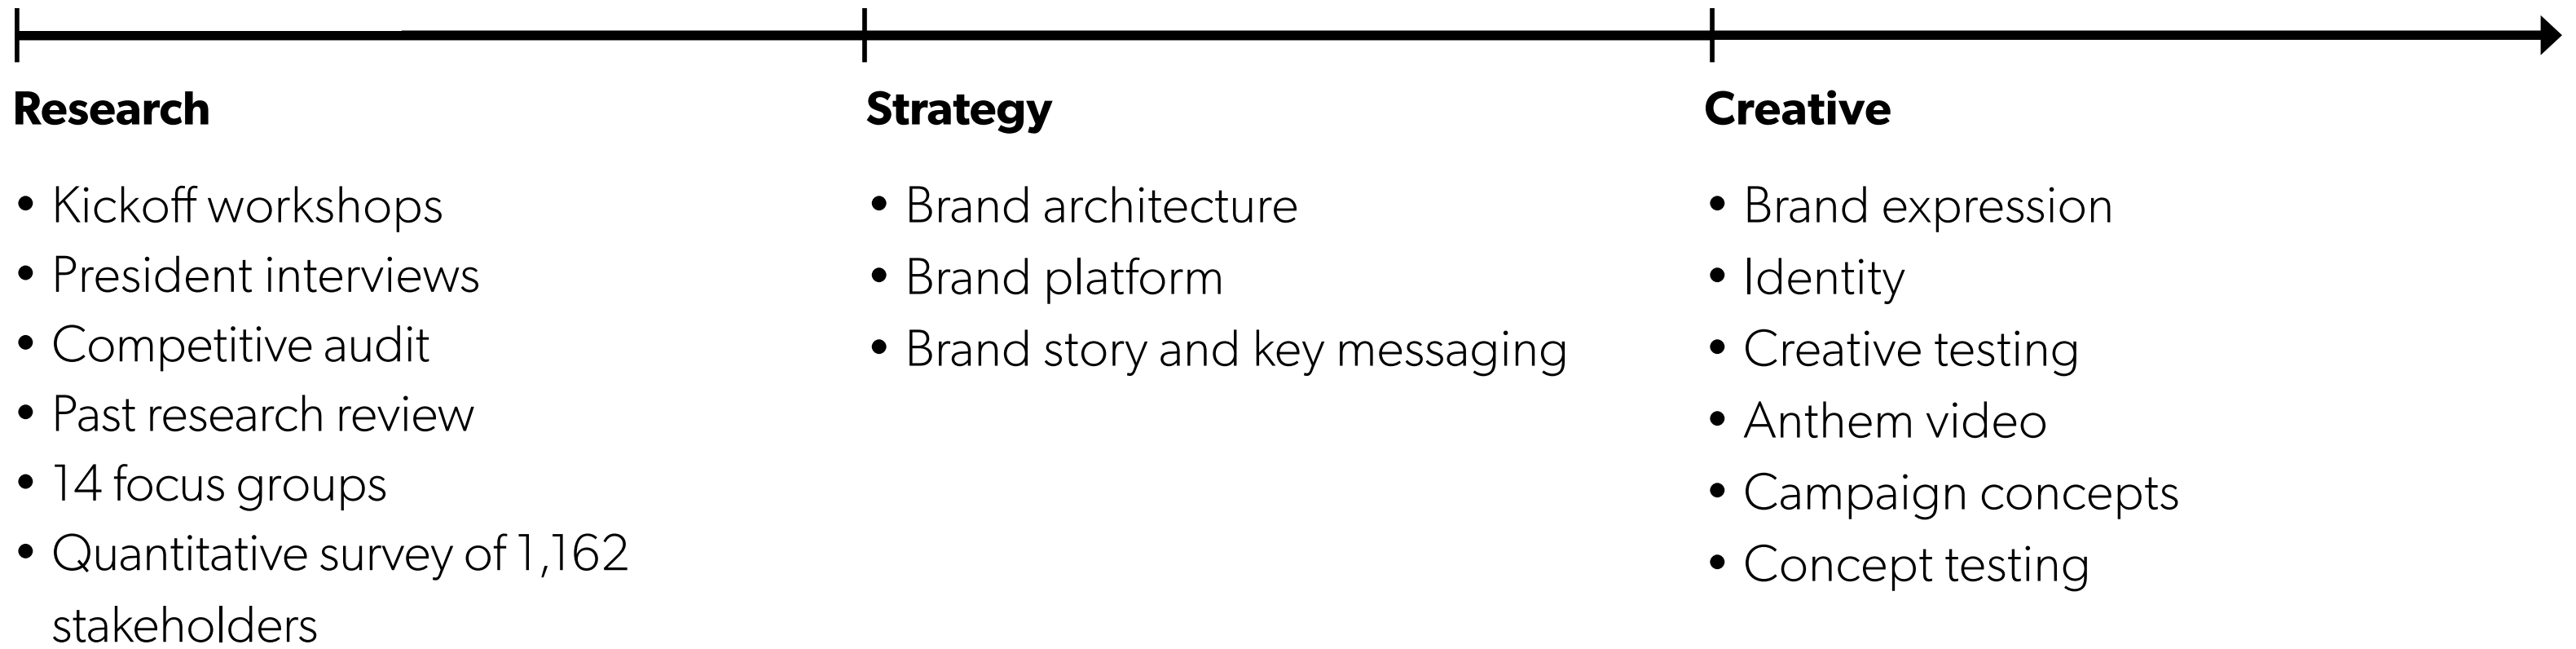 Research
• Kickoff workshops
• President interviews
• Competitive audit
• Past research review
• 14 focus groups
• Quantitative survey of 1,162
stakeholders
Strategy
• Brand architecture
• Brand platform
• Brand story and key messaging
Creative
• Brand expression
• Identity
• Creative testing
• Anthem video
• Campaign concepts
• Concept testing